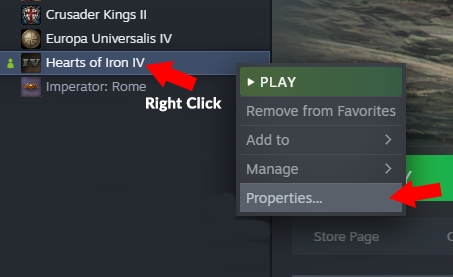 Crusader Kings II
Europa Universalis IV
IV
Hearts of Iron IV
Imperator: Rome
Right Click
PLAY
Remove from Favorites
Add to
Manage
Properties...
Y
Store Page
C